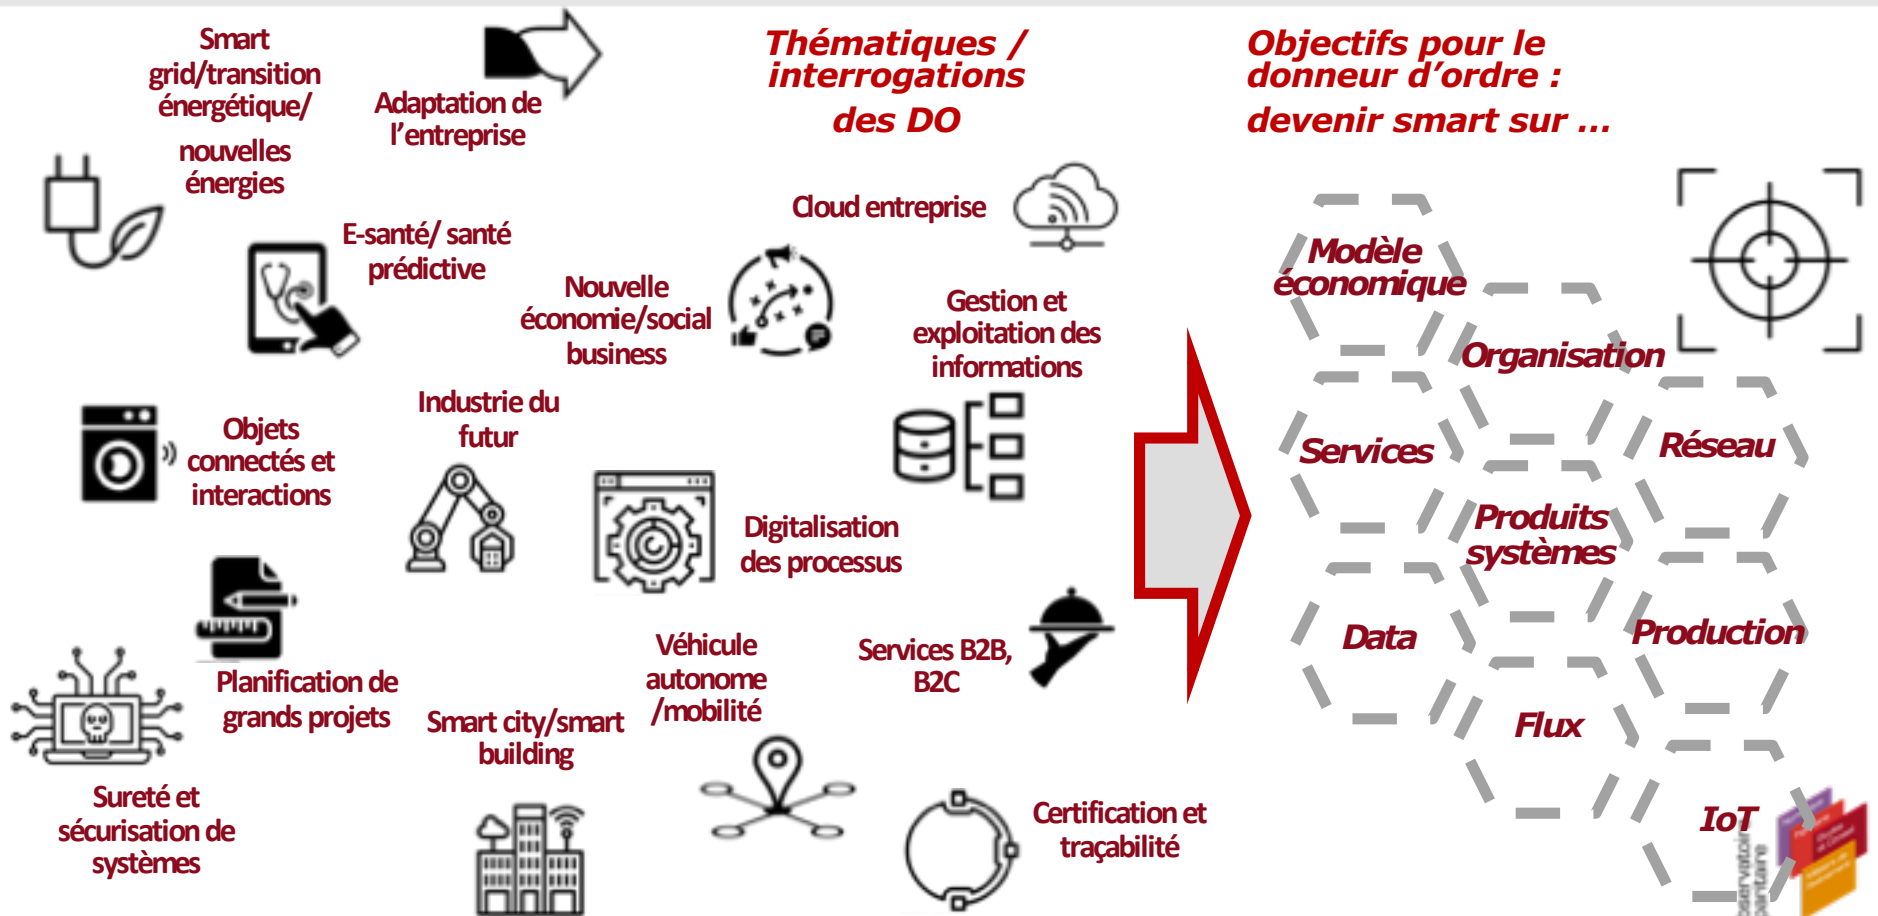 Smart
grid/transition
énergétique/
nouvelles
énergies
Adaptation de
l’entreprise
Thématiques /
interrogations
des DO
Objectifs pour le
donneur d’ordre :
devenir smart sur ...
E-santé/ santé
prédictive
Cloud entreprise
Nouvelle
économie/social
business
Gestion et
exploitation des
informations
Objets
connectés et
interactions
Industrie du
futur
Digitalisation
des processus
Planification de
grands projets
Véhicule
autonome
/mobilité
Services B2B,
B2C
Smart city/smart
building
Sureté et
sécurisation de
systèmes
Certification et
traçabilité
Modèle
économique
Organisation
Services
Réseau
Produits
systèmes
Data
Production
Flux
IoT
paritaire